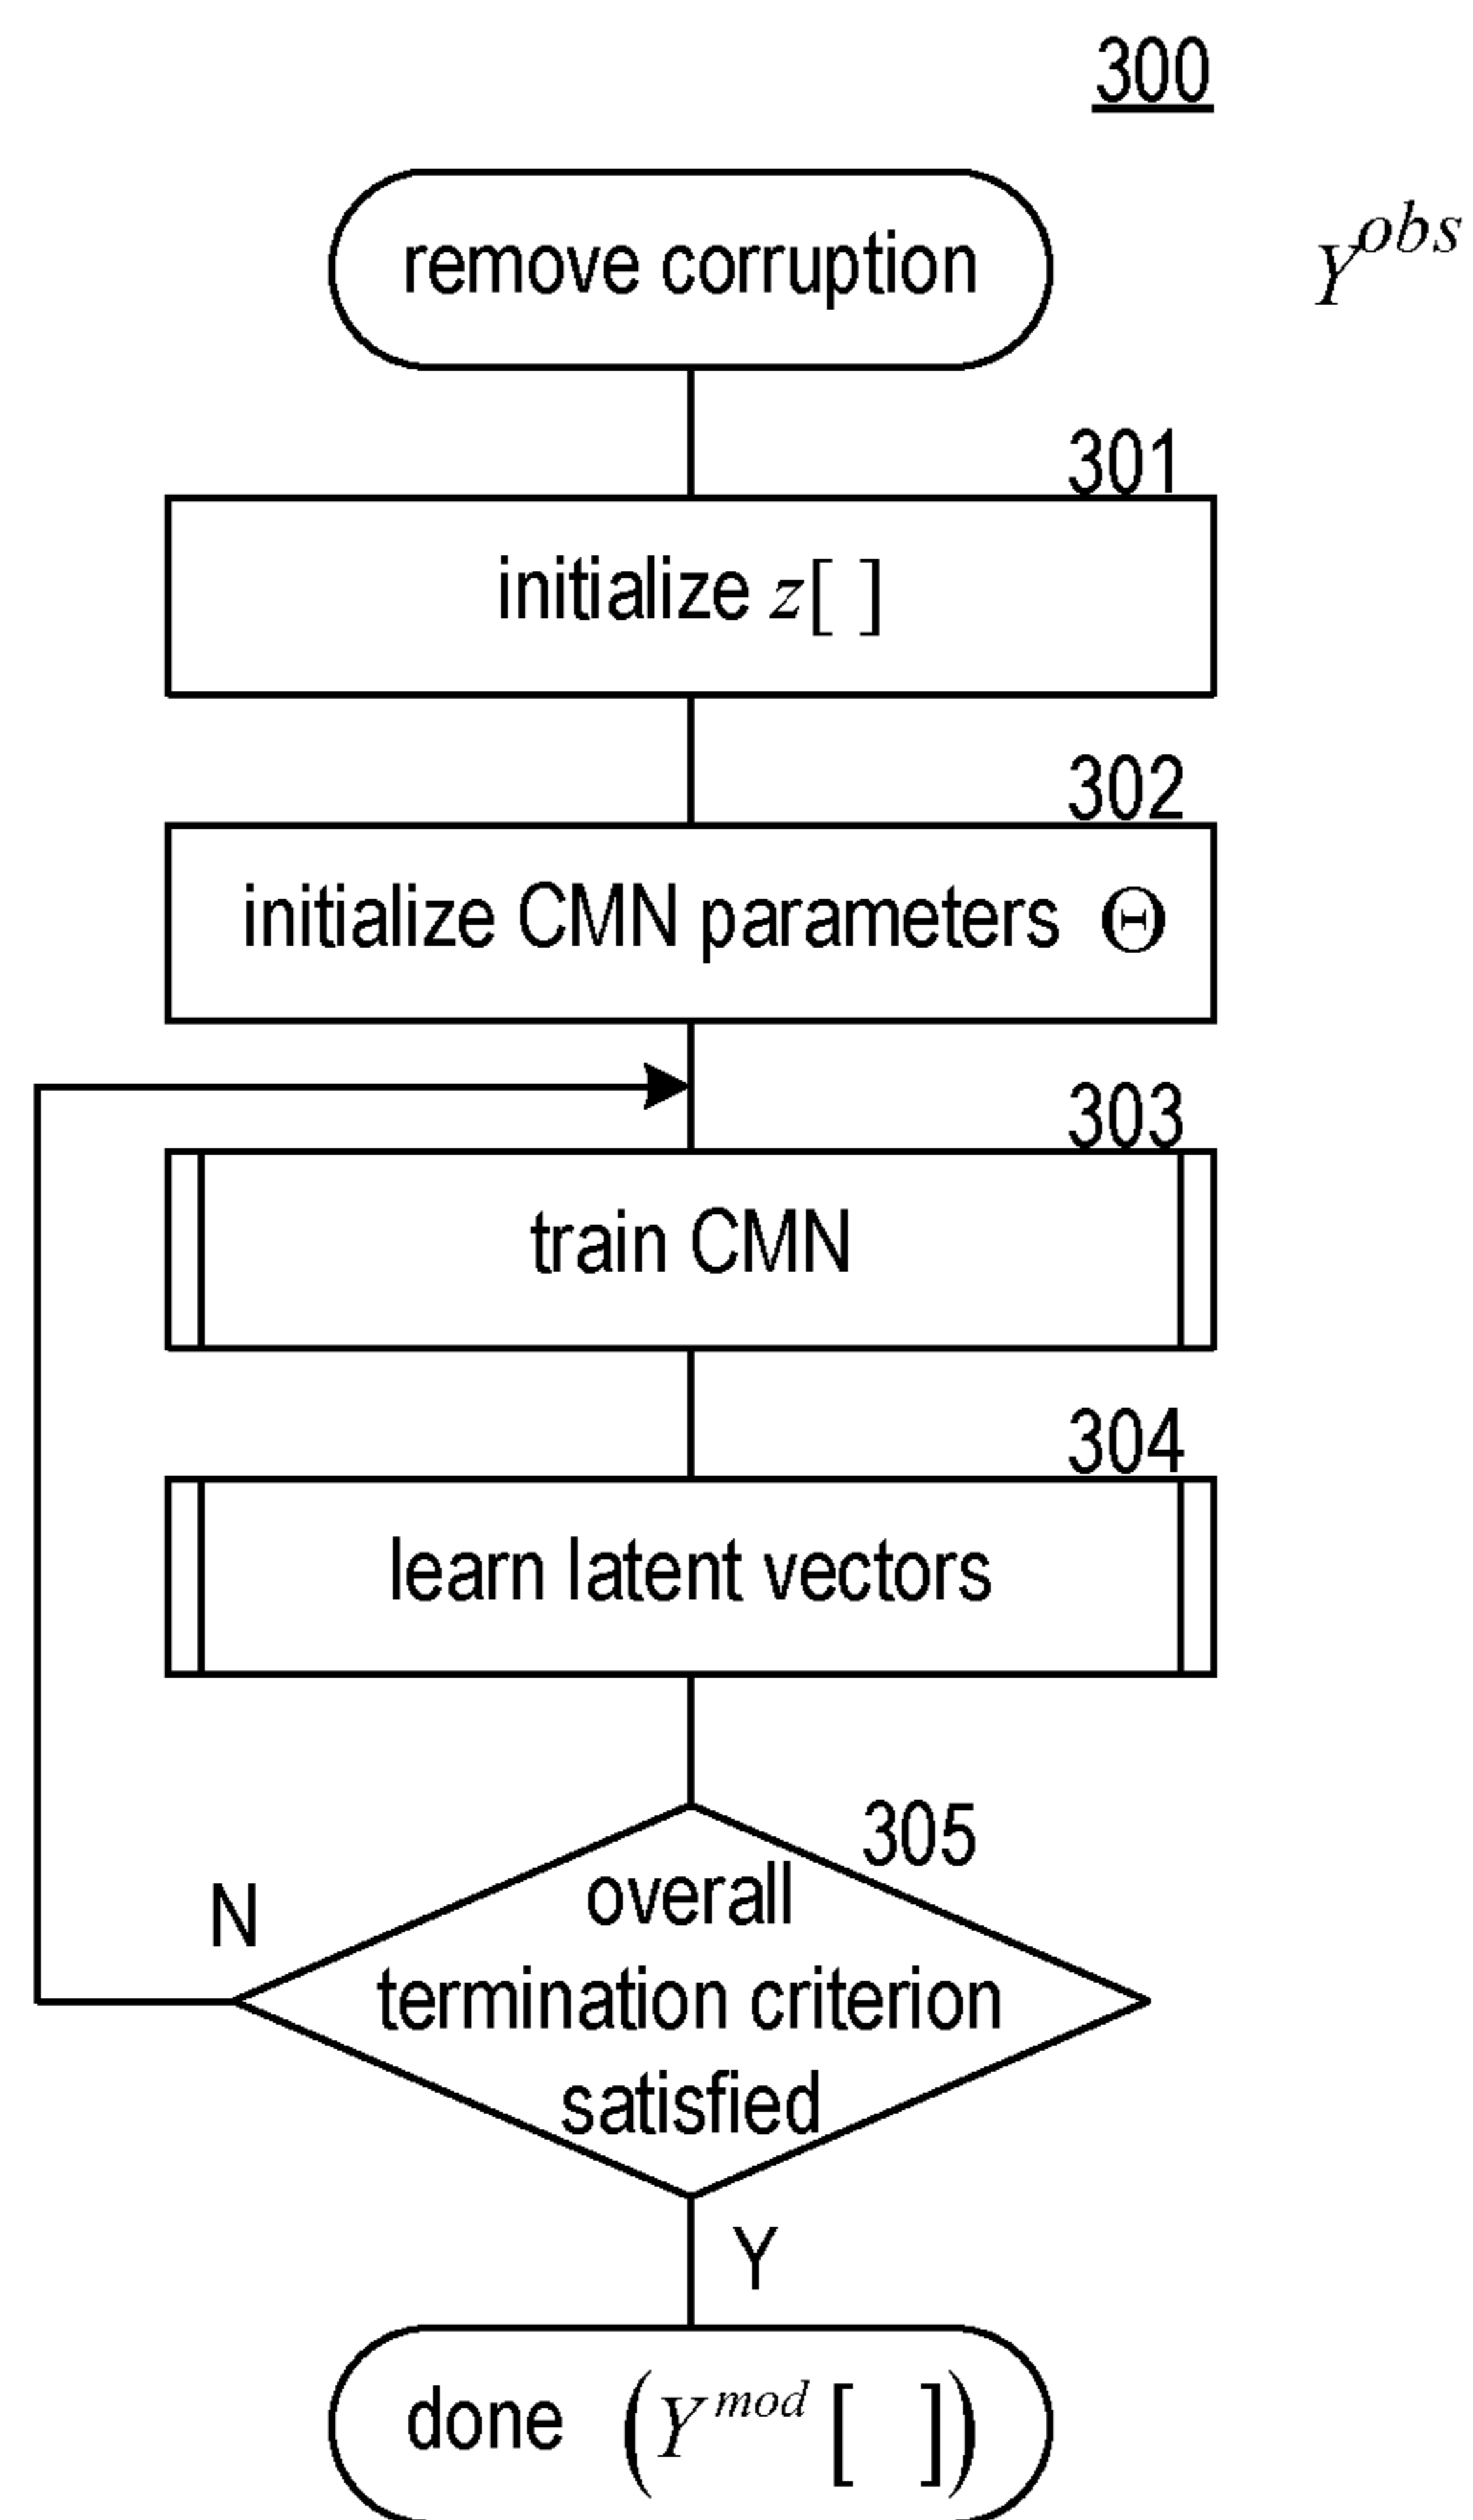 300
remove corruption
Y^obs
301
initialize z[ ]
302
initialize CMN parameters Θ
303
train CMN
304
learn latent vectors
305
overall
termination criterion
satisfied
N
Y
done (Y^mod [ ])